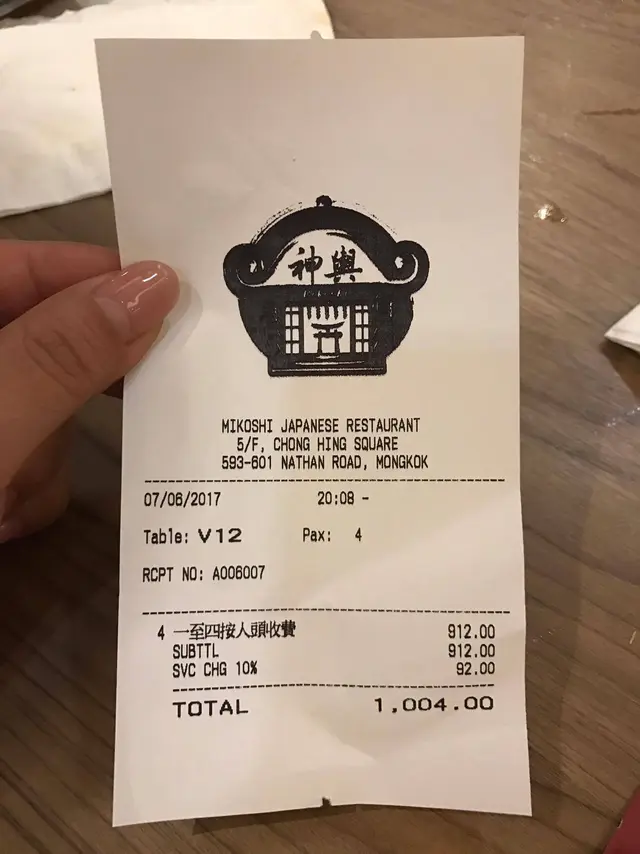 神輿
MIKOSHI JAPANESE RESTAURANT
5/F, CHONG HING SQUARE
593-601 NATHAN ROAD, MONGKOK
07/06/2017 20:08 -
Table: V12 Pax: 4
RCPT NO: A006007
4 一至四按人頭收費 912.00
SUBTTL 912.00
SVC CHG 10% 92.00
TOTAL 1,004.00